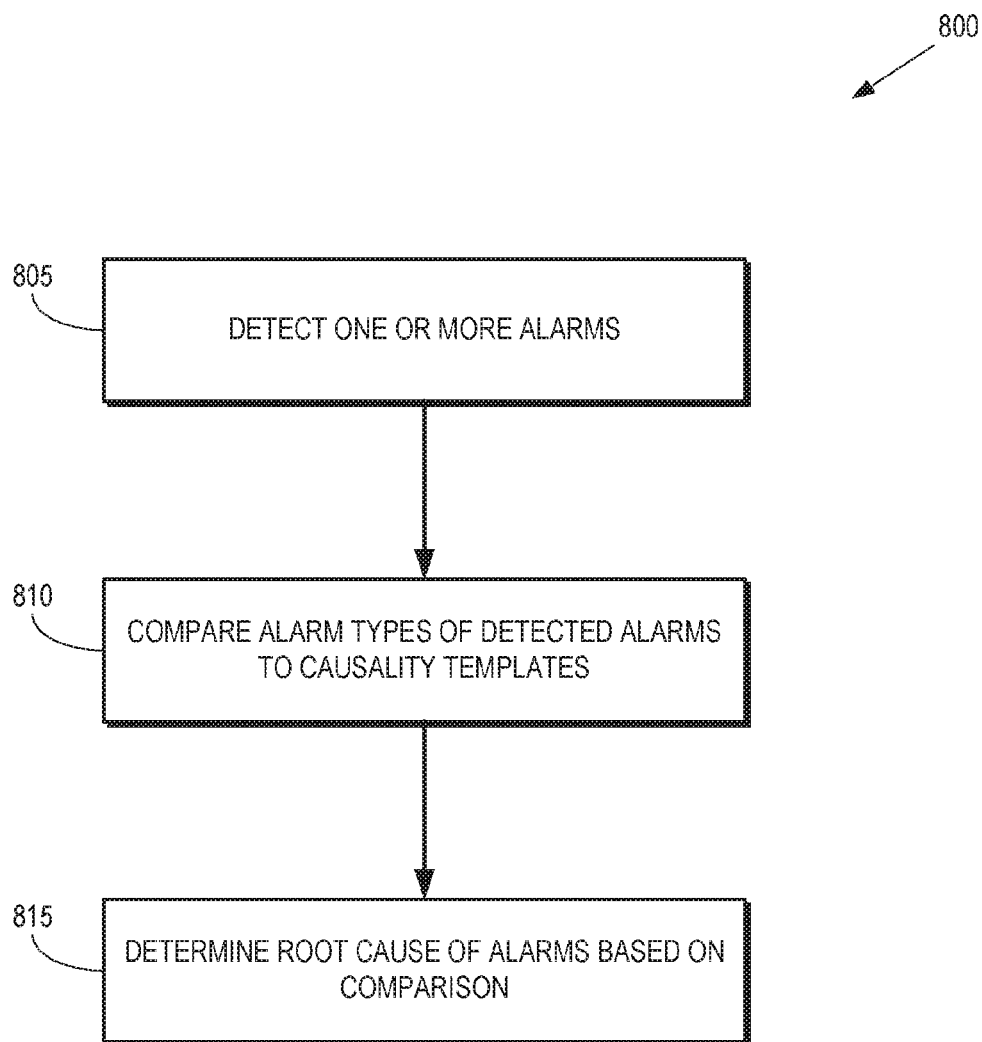 800
805
DETECT ONE OR MORE ALARMS
810
COMPARE ALARM TYPES OF DETECTED ALARMS
TO CAUSALITY TEMPLATES
815
DETERMINE ROOT CAUSE OF ALARMS BASED ON
COMPARISON